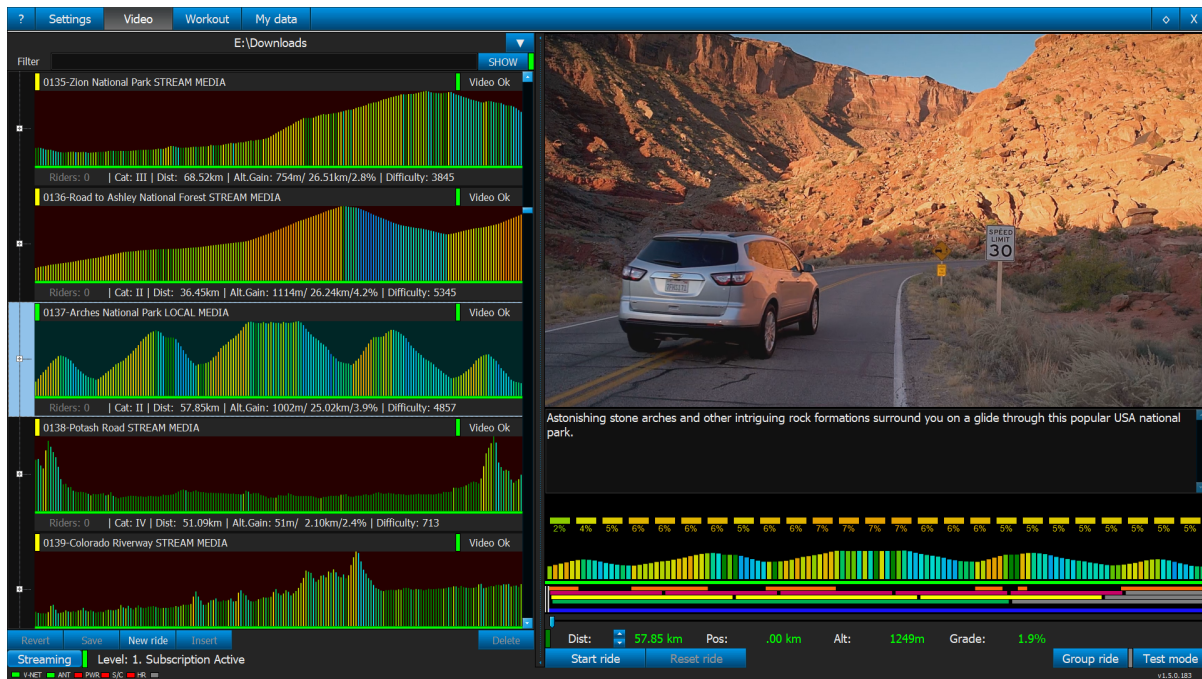 ? Settings Video Workout My data ◇ X
E:\Downloads ▼
Filter SHOW
0135-Zion National Park STREAM MEDIA Video Ok
Riders: 0 | Cat: III | Dist: 68.52km | Alt.Gain: 754m/ 26.51km/2.8% | Difficulty: 3845
0136-Road to Ashley National Forest STREAM MEDIA Video Ok
Riders: 0 | Cat: II | Dist: 36.45km | Alt.Gain: 1114m/ 26.24km/4.2% | Difficulty: 5345
0137-Arches National Park LOCAL MEDIA Video Ok
Riders: 0 | Cat: II | Dist: 57.85km | Alt.Gain: 1002m/ 25.02km/3.9% | Difficulty: 4857
0138-Potash Road STREAM MEDIA Video Ok
Riders: 0 | Cat: IV | Dist: 51.09km | Alt.Gain: 51m/ 2.10km/2.4% | Difficulty: 713
0139-Colorado Riverway STREAM MEDIA Video Ok
Revert Save New ride Insert Delete
Streaming Level: 1. Subscription Active
V-NET ANT PWR S/C HR
SPEED
LIMIT
30
Astonishing stone arches and other intriguing rock formations surround you on a glide through this popular USA national
park.
2% 4% 5% 6% 6% 6% 6% 5% 6% 6% 7% 7% 7% 7% 6% 6% 5% 5% 5% 5% 5% 5% 5% 5% 5%
Dist: 57.85 km Pos: .00 km Alt: 1249m Grade: 1.9%
Start ride Reset ride Group ride Test mode
v1.5.0.183